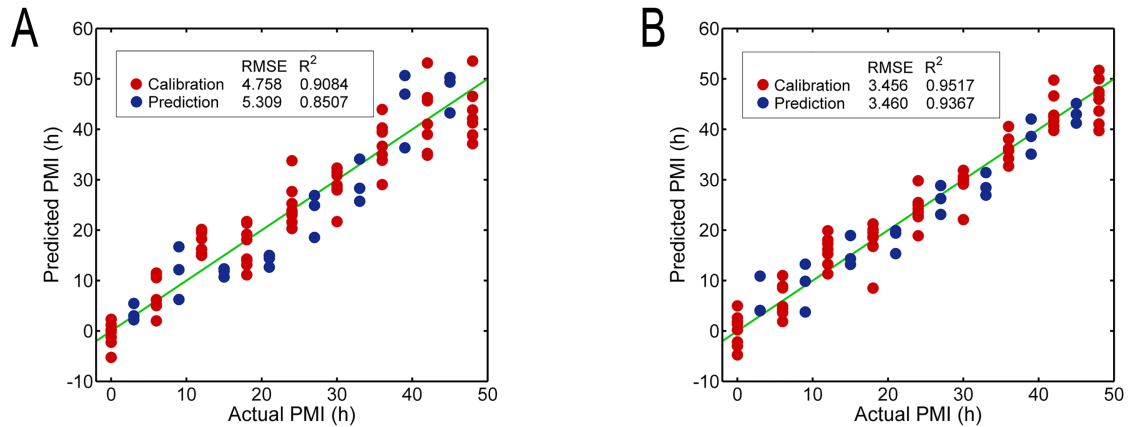 A
60
50
40
30
20
10
0
-10
Predicted PMI (h)
RMSE R²
Calibration 4.758 0.9084
Prediction 5.309 0.8507
0 10 20 30 40 50
Actual PMI (h)
B
60
50
40
30
20
10
0
-10
Predicted PMI (h)
RMSE R²
Calibration 3.456 0.9517
Prediction 3.460 0.9367
0 10 20 30 40 50
Actual PMI (h)